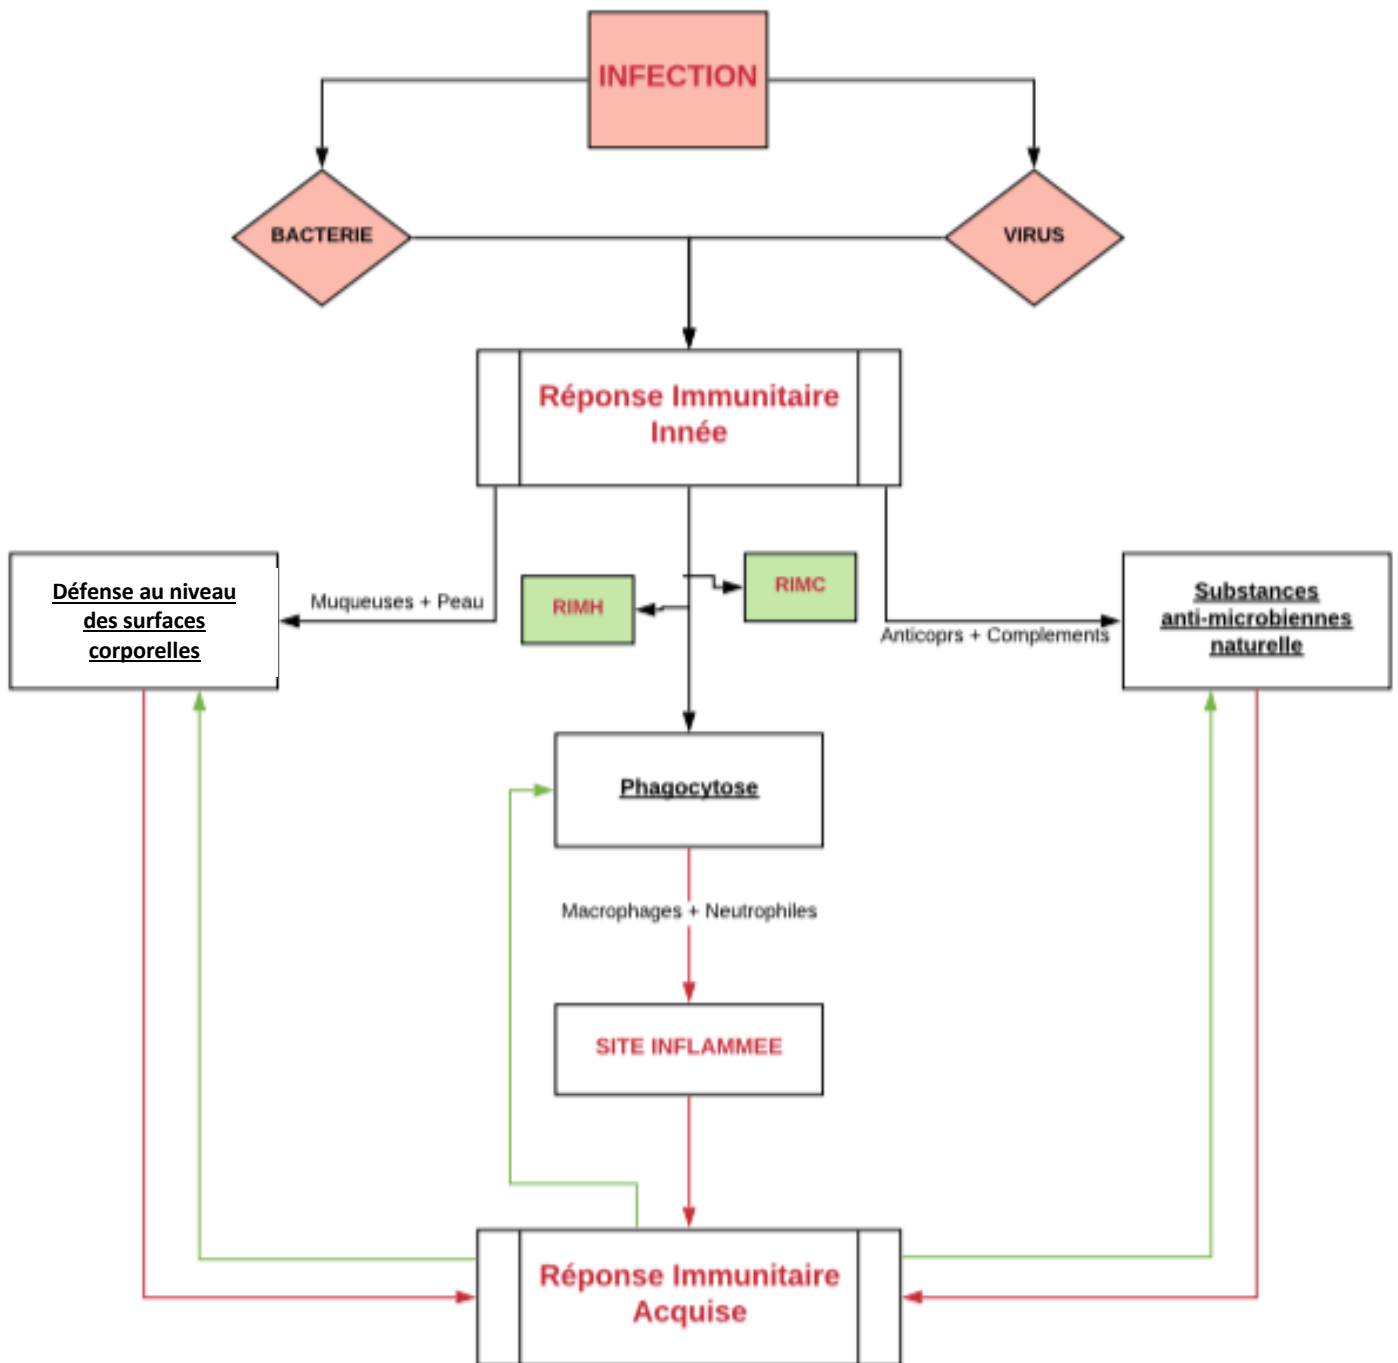 INFECTION
BACTERIE
VIRUS
Réponse Immunitaire
Innée
Défense au niveau
des surfaces
corporelles
Muqueuses + Peau
RIMH
RIMC
Anticoprs + Complements
Substances
anti-microbiennes
naturelle
Phagocytose
Macrophages + Neutrophiles
SITE INFLAMMEE
Réponse Immunitaire
Acquise